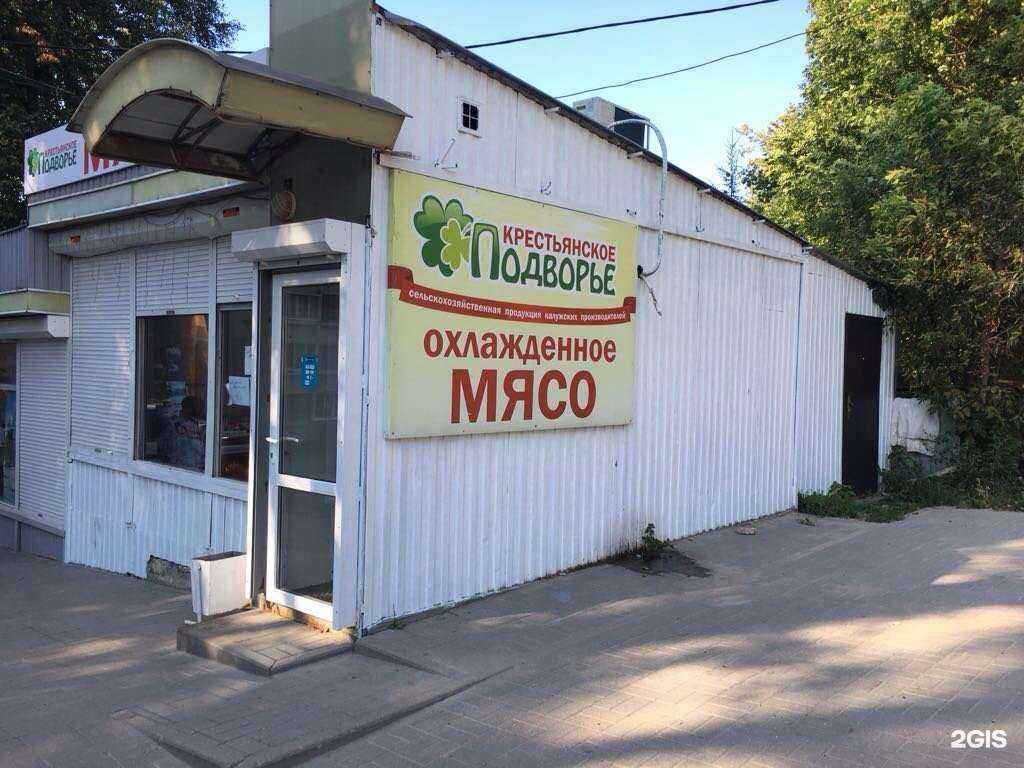 КРЕСТЬЯНСКОЕ
ПОДВОРЬЕ
КРЕСТЬЯНСКОЕ
ПОДВОРЬЕ
сельскохозяйственная продукция калужских производителей
охлажденное
МЯСО
2GIS